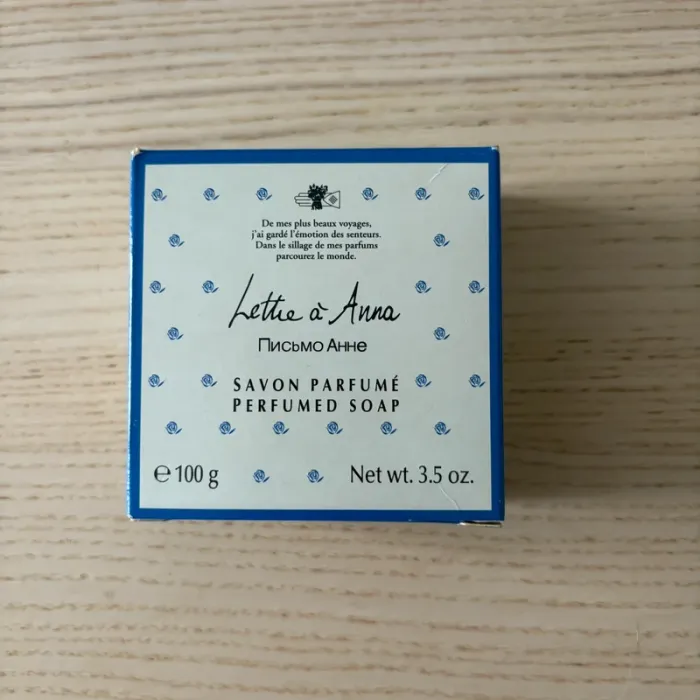 De mes plus beaux voyages,
j'ai gardé l'émotion des senteurs.
Dans le sillage de mes parfums
parcourez le monde.
Lettre à Anna
Письмо Анне
SAVON PARFUMÉ
PERFUMED SOAP
℮ 100 g
Net wt. 3.5 oz.